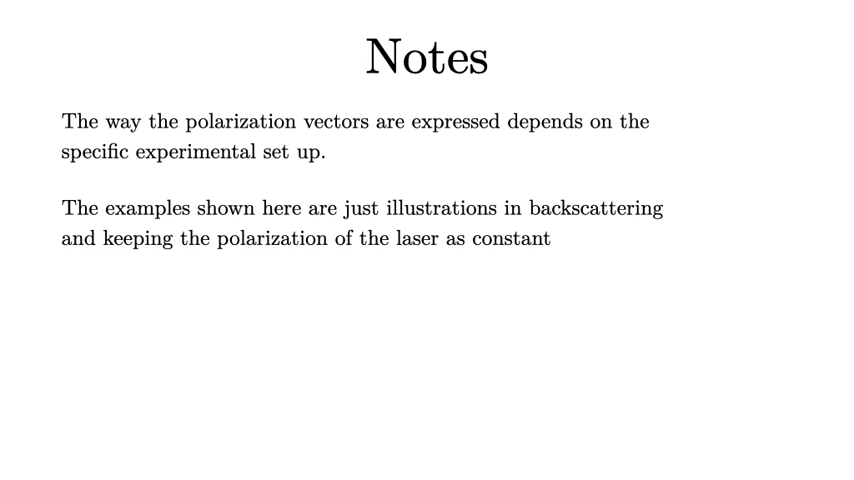 Notes
The way the polarization vectors are expressed depends on the
specific experimental set up.
The examples shown here are just illustrations in backscattering
and keeping the polarization of the laser as constant